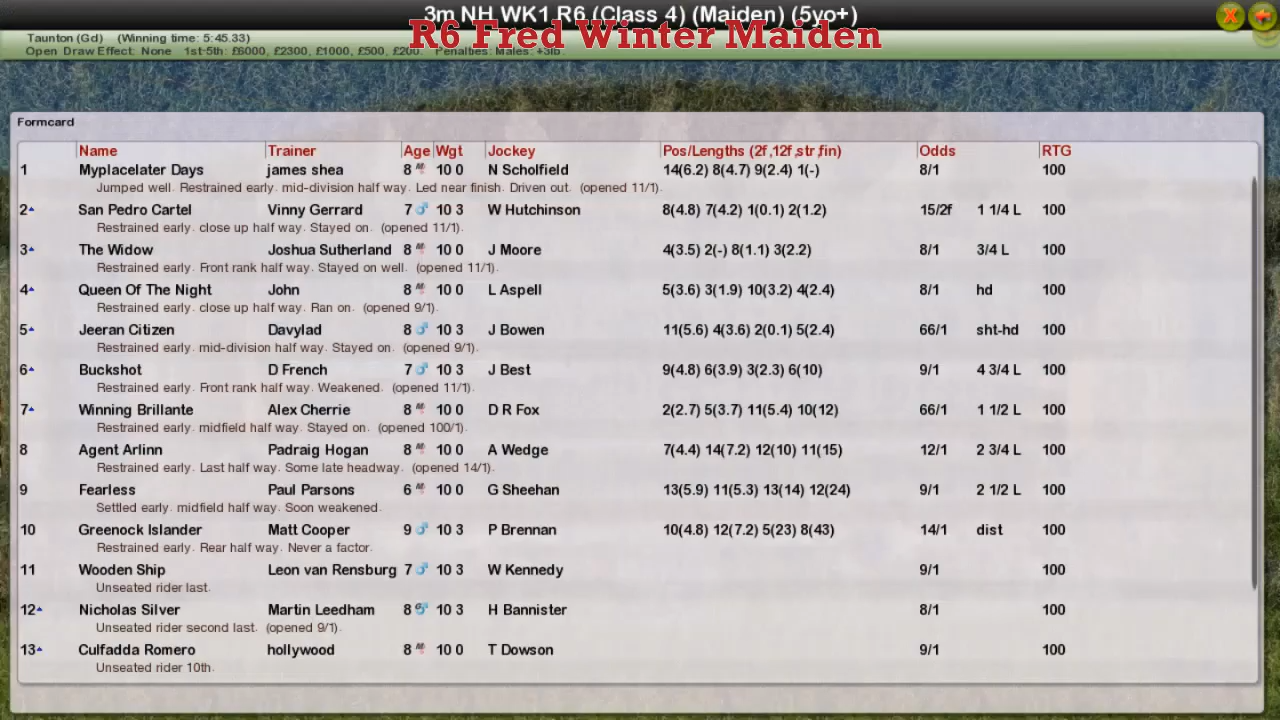 3m NH WK1 R6 (Class 4) (Maiden) (5yo+)
R6 Fred Winter Maiden
Taunton (Gd) (Winning time: 5:45.33)
Open Draw Effect: None 1st-5th: £6000, £2300, £1000, £500, £200. Penalties: Males: +3lb.
Formcard
Name Trainer Age Wgt Jockey Pos/Lengths (2f,12f,str,fin) Odds RTG
1 Myplacelater Days james shea 8 10 0 N Scholfield 14(6.2) 8(4.7) 9(2.4) 1(-) 8/1 100
Jumped well. Restrained early. mid-division half way. Led near finish. Driven out. (opened 11/1).
2 San Pedro Cartel Vinny Gerrard 7 10 3 W Hutchinson 8(4.8) 7(4.2) 1(0.1) 2(1.2) 15/2f 1 1/4 L 100
Restrained early. close up half way. Stayed on. (opened 11/1).
3 The Widow Joshua Sutherland 8 10 0 J Moore 4(3.5) 2(-) 8(1.1) 3(2.2) 8/1 3/4 L 100
Restrained early. Front rank half way. Stayed on well. (opened 11/1).
4 Queen Of The Night John 8 10 0 L Aspell 5(3.6) 3(1.9) 10(3.2) 4(2.4) 8/1 hd 100
Restrained early. close up half way. Ran on. (opened 9/1).
5 Jeeran Citizen Davylad 8 10 3 J Bowen 11(5.6) 4(3.6) 2(0.1) 5(2.4) 66/1 sht-hd 100
Restrained early. mid-division half way. Stayed on. (opened 9/1).
6 Buckshot D French 7 10 3 J Best 9(4.8) 6(3.9) 3(2.3) 6(10) 9/1 4 3/4 L 100
Restrained early. Front rank half way. Weakened. (opened 11/1).
7 Winning Brillante Alex Cherrie 8 10 0 D R Fox 2(2.7) 5(3.7) 11(5.4) 10(12) 66/1 1 1/2 L 100
Restrained early. midfield half way. Stayed on. (opened 100/1).
8 Agent Arlinn Padraig Hogan 8 10 0 A Wedge 7(4.4) 14(7.2) 12(10) 11(15) 12/1 2 3/4 L 100
Restrained early. Last half way. Some late headway. (opened 14/1).
9 Fearless Paul Parsons 6 10 0 G Sheehan 13(5.9) 11(5.3) 13(14) 12(24) 9/1 2 1/2 L 100
Settled early. midfield half way. Soon weakened.
10 Greenock Islander Matt Cooper 9 10 3 P Brennan 10(4.8) 12(7.2) 5(23) 8(43) 14/1 dist 100
Restrained early. Rear half way. Never a factor.
11 Wooden Ship Leon van Rensburg 7 10 3 W Kennedy 9/1 100
Unseated rider last.
12 Nicholas Silver Martin Leedham 8 10 3 H Bannister 8/1 100
Unseated rider second last. (opened 9/1).
13 Culfadda Romero hollywood 8 10 0 T Dowson 9/1 100
Unseated rider 10th.